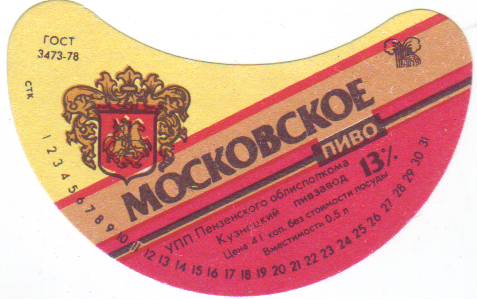 ГОСТ
3473-78
СТК
МОСКОВСКОЕ
ПИВО
13%
УПП Пензенского облисполкома
Кузнецкий пивзавод
Цена 41 коп. без стоимости посуды
Вместимость 0,5 л
1 2 3 4 5 6 7 8 9 10 11 12 13 14 15 16 17 18 19 20 21 22 23 24 25 26 27 28 29 30 31